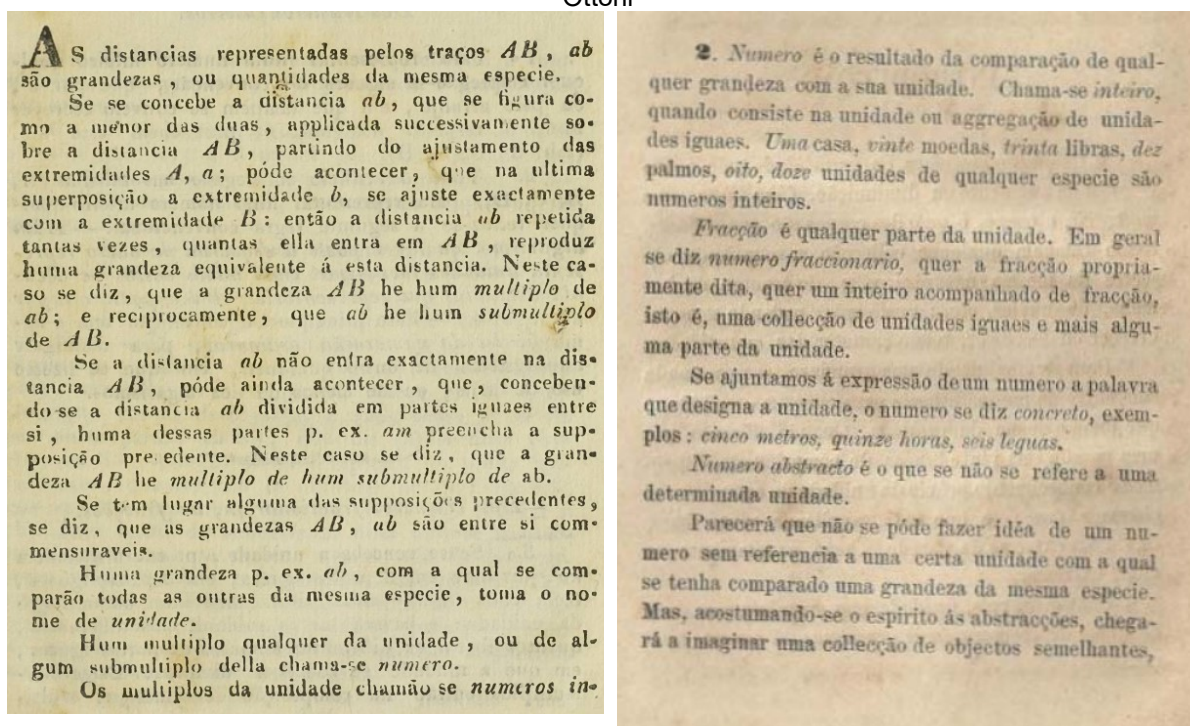 Ottoni
AS distancias representadas pelos traços AB, ab
são grandezas, ou quantidades da mesma especie.
Se se concebe a distancia ab, que se figura co-
mo a menor das duas, applicada successivamente so-
bre a distancia AB, partindo do ajustamento das
extremidades A, a; póde acontecer, que na ultima
superposição a extremidade b, se ajuste exactamente
com a extremidade B: então a distancia ab repetida
tantas vezes, quantas ella entra em AB, reproduz
huma grandeza equivalente á esta distancia. Neste ca-
so se diz, que a grandeza AB he hum multiplo de
ab; e reciprocamente, que ab he hum submultiplo
de AB.
Se a distancia ab não entra exactamente na dis-
tancia AB, póde ainda acontecer, que, conceben-
do-se a distancia ab dividida em partes iguaes entre
si, huma dessas partes p. ex. am preencha a sup-
posição precedente. Neste caso se diz, que a gran-
deza AB he multiplo de hum submultiplo de ab.
Se tem lugar alguma das supposições precedentes,
se diz, que as grandezas AB, ab são entre si com-
mensuraveis.
Huma grandeza p. ex. ab, com a qual se com-
parão todas as outras da mesma especie, toma o no-
me de unidade.
Hum multiplo qualquer da unidade, ou de al-
gum submultiplo della chama-se numero.
Os multiplos da unidade chamão se numeros in-
2. Numero é o resultado da comparação de qual-
quer grandeza com a sua unidade. Chama-se inteiro,
quando consiste na unidade ou aggregação de unida-
des iguaes. Uma casa, vinte moedas, trinta libras, dez
palmos, oito, doze unidades de qualquer especie são
numeros inteiros.
Fracção é qualquer parte da unidade. Em geral
se diz numero fraccionario, quer a fracção propria-
mente dita, quer um inteiro acompanhado de fracção,
isto é, uma collecção de unidades iguaes e mais algu-
ma parte da unidade.
Se ajuntamos á expressão de um numero a palavra
que designa a unidade, o numero se diz concreto, exem-
plos: cinco metros, quinze horas, seis leguas.
Numero abstracto é o que se não se refere a uma
determinada unidade.
Parecerá que não se póde fazer idéa de um nu-
mero sem referencia a uma certa unidade com a qual
se tenha comparado uma grandeza da mesma especie.
Mas, acostumando-se o espirito ás abstracções, chega-
rá a imaginar uma collecção de objectos semelhantes,